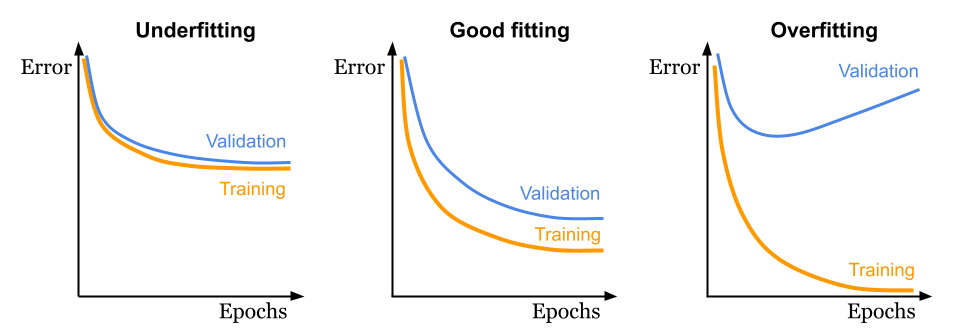 Underfitting
Error
Validation
Training
Epochs
Good fitting
Error
Validation
Training
Epochs
Overfitting
Error
Validation
Training
Epochs